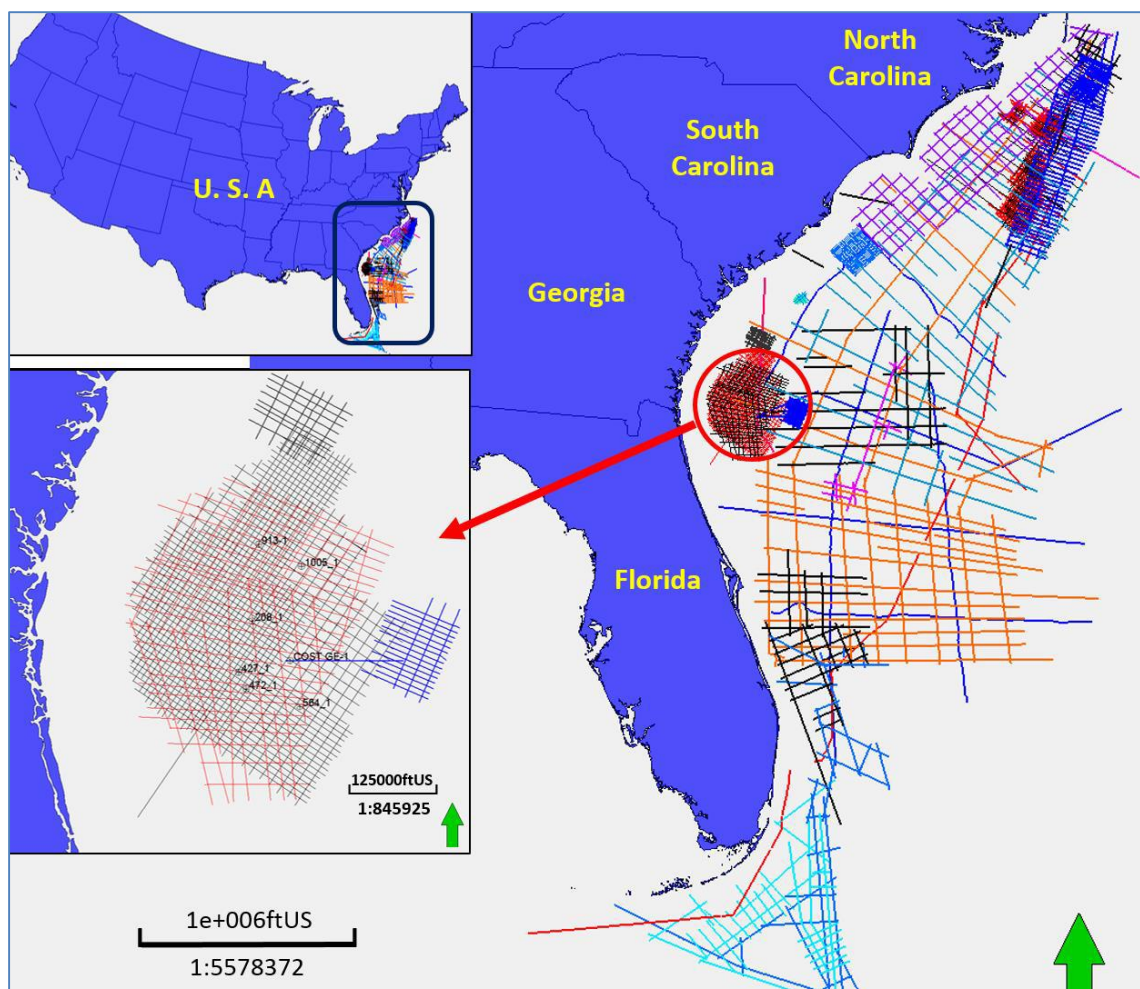 North
Carolina
South
Carolina
U. S. A
Georgia
Florida
913-1
1005_1
208_1
COST GE-1
427_1
472_1
564_1
125000ftUS
1:845925
1e+006ftUS
1:5578372